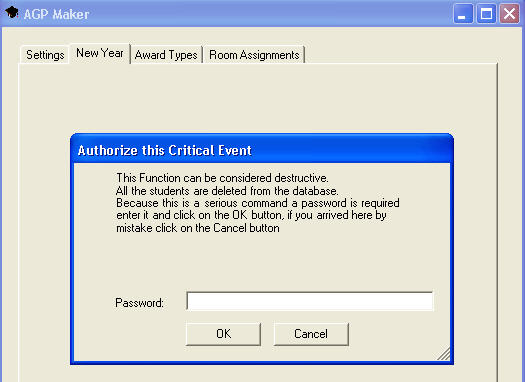 AGP Maker
Settings New Year Award Types Room Assignments
Authorize this Critical Event
This Function can be considered destructive.
All the students are deleted from the database.
Because this is a serious command a password is required
enter it and click on the OK button, if you arrived here by
mistake click on the Cancel button
Password:
OK Cancel